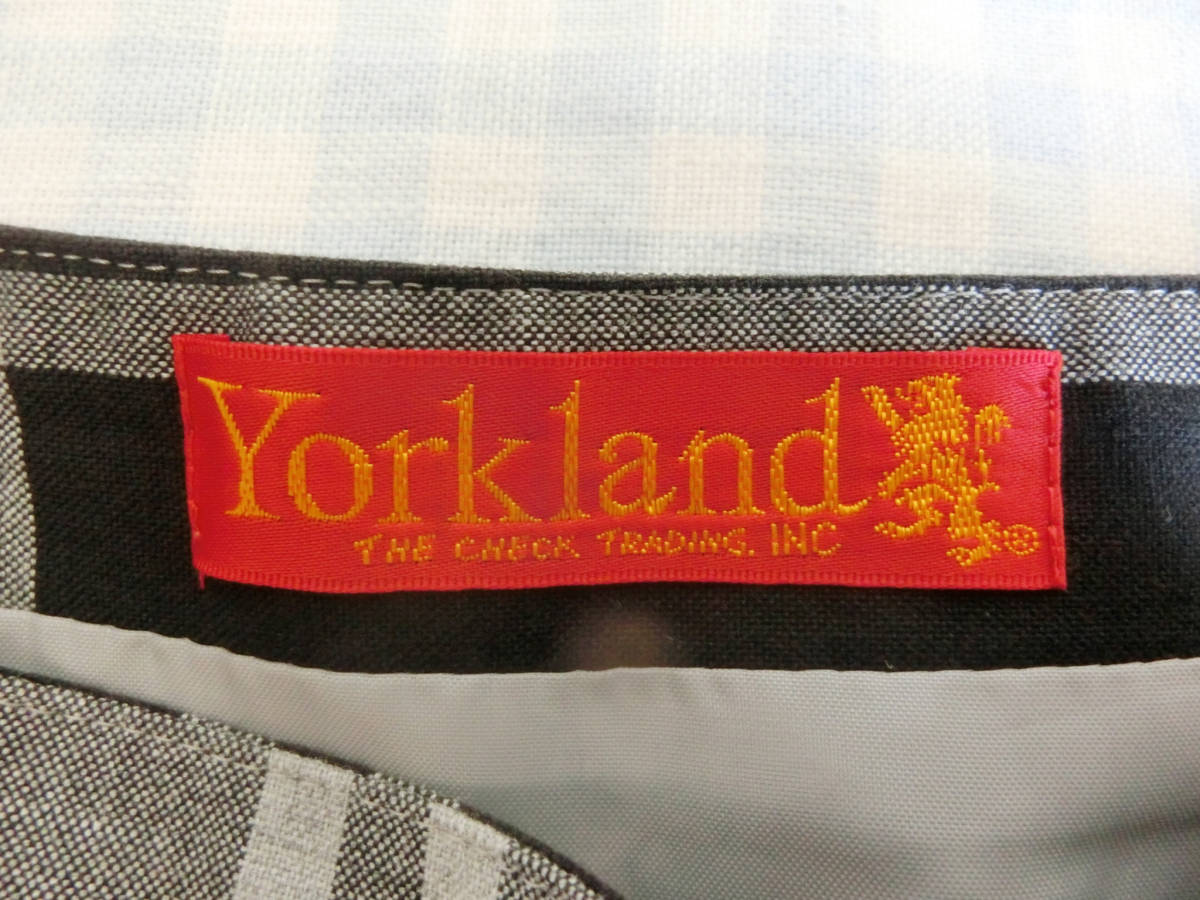 Yorkland
THE CHECK TRADING. INC
®